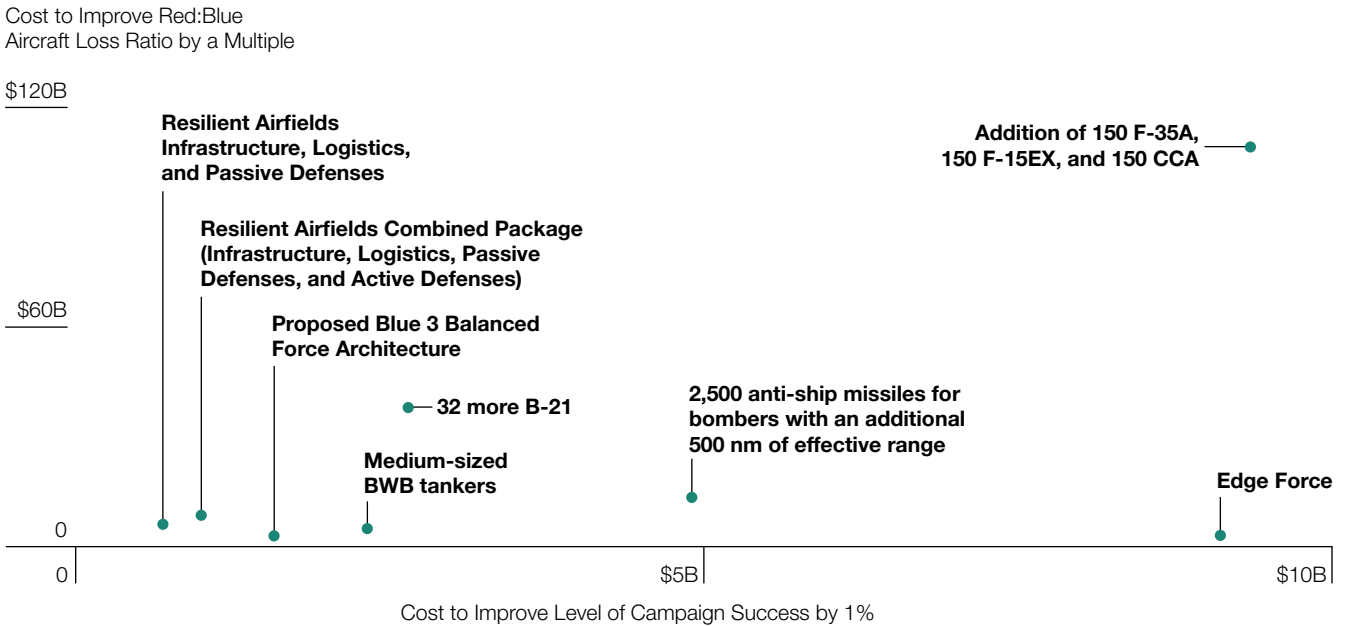 Cost to Improve Red:Blue
Aircraft Loss Ratio by a Multiple
$120B
Resilient Airfields
Infrastructure, Logistics,
and Passive Defenses
Addition of 150 F-35A,
150 F-15EX, and 150 CCA
Resilient Airfields Combined Package
(Infrastructure, Logistics, Passive
Defenses, and Active Defenses)
$60B
Proposed Blue 3 Balanced
Force Architecture
32 more B-21
2,500 anti-ship missiles for
bombers with an additional
500 nm of effective range
Medium-sized
BWB tankers
Edge Force
0
0
$5B
$10B
Cost to Improve Level of Campaign Success by 1%